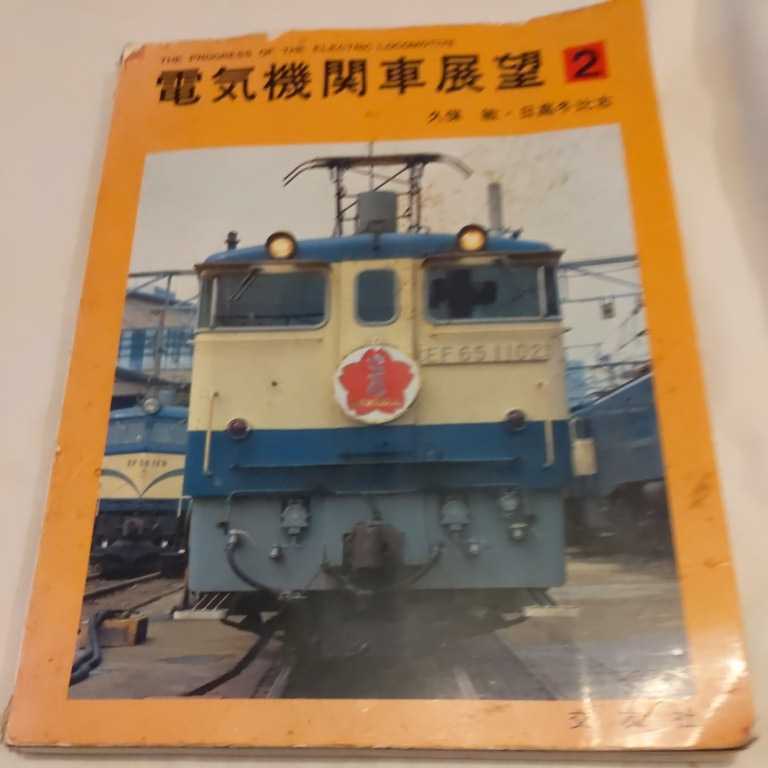 THE PROGRESS OF THE ELECTRIC LOCOMOTIVE
電気機関車展望 2
久保 敏・日高冬比古
EF65 1102
交友社